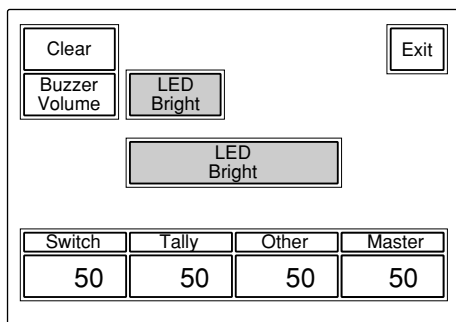 Clear
Exit
Buzzer
Volume
LED
Bright
LED
Bright
Switch Tally Other Master
50 50 50 50